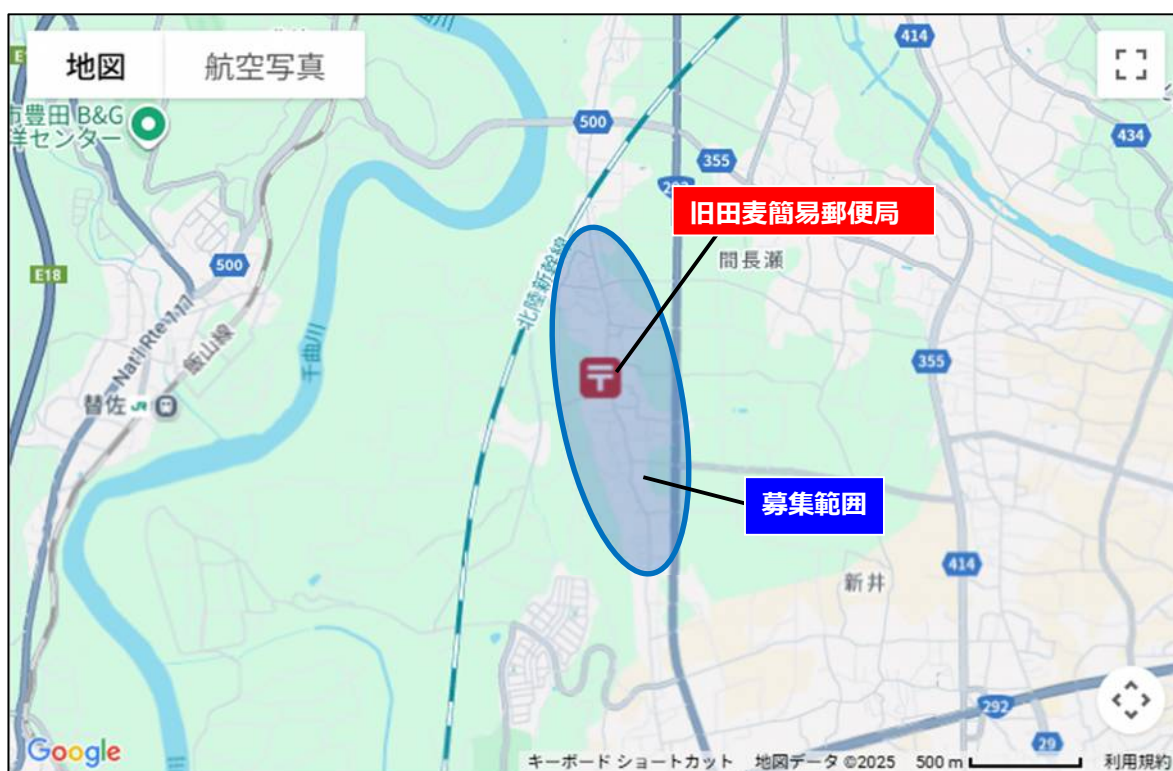 地図
航空写真
414
市豊田 B&G
洋センター
500
434
355
292
旧田麦簡易郵便局
間長瀬
500
E18
北陸新幹線
Nat'l Rte 117
飯山線
千曲川
355
替佐 JR
募集範囲
414
新井
292
29
Google
キーボード ショートカット 地図データ ©2025 500 m 利用規約